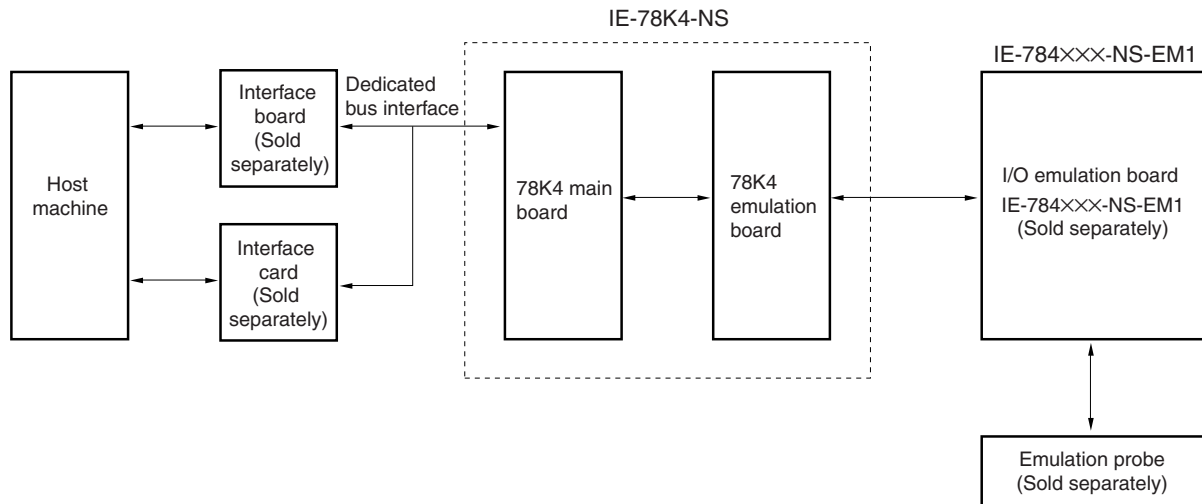 IE-78K4-NS
IE-784×××-NS-EM1
Host
machine
Interface
board
(Sold
separately)
Dedicated
bus interface
Interface
card
(Sold
separately)
78K4 main
board
78K4
emulation
board
I/O emulation board
IE-784×××-NS-EM1
(Sold separately)
Emulation probe
(Sold separately)